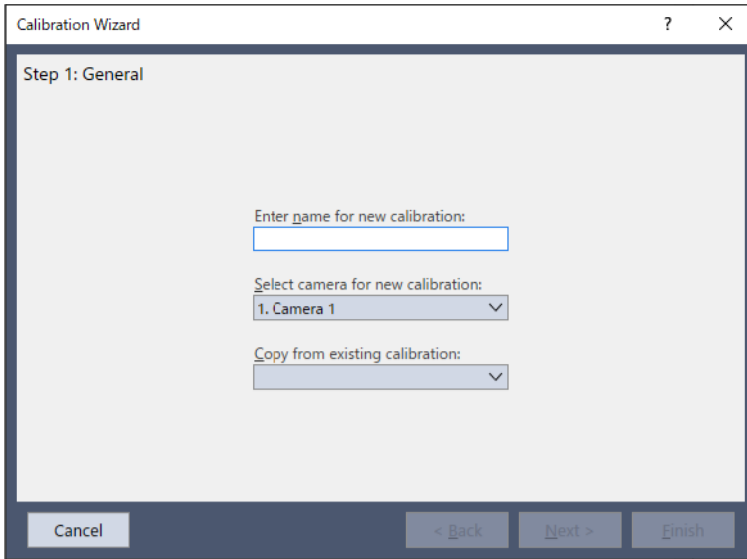 Calibration Wizard ?
Step 1: General
Enter name for new calibration:
Select camera for new calibration:
1. Camera 1
Copy from existing calibration:
Cancel < Back Next > Finish